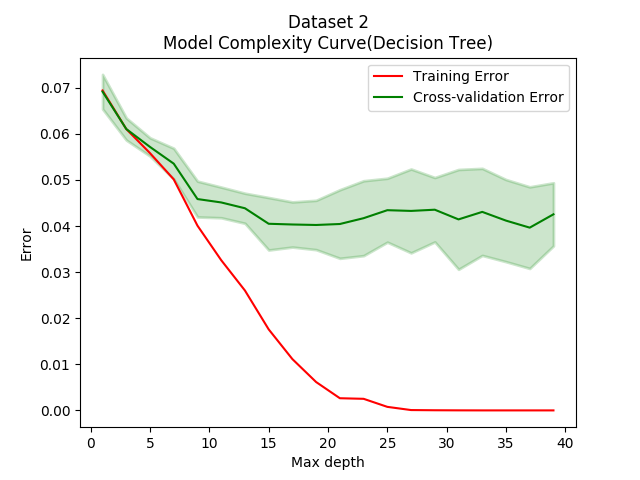 Dataset 2
Model Complexity Curve(Decision Tree)
Training Error
Cross-validation Error
0.07
0.06
0.05
0.04
0.03
0.02
0.01
0.00
Error
0
5
10
15
20
25
30
35
40
Max depth